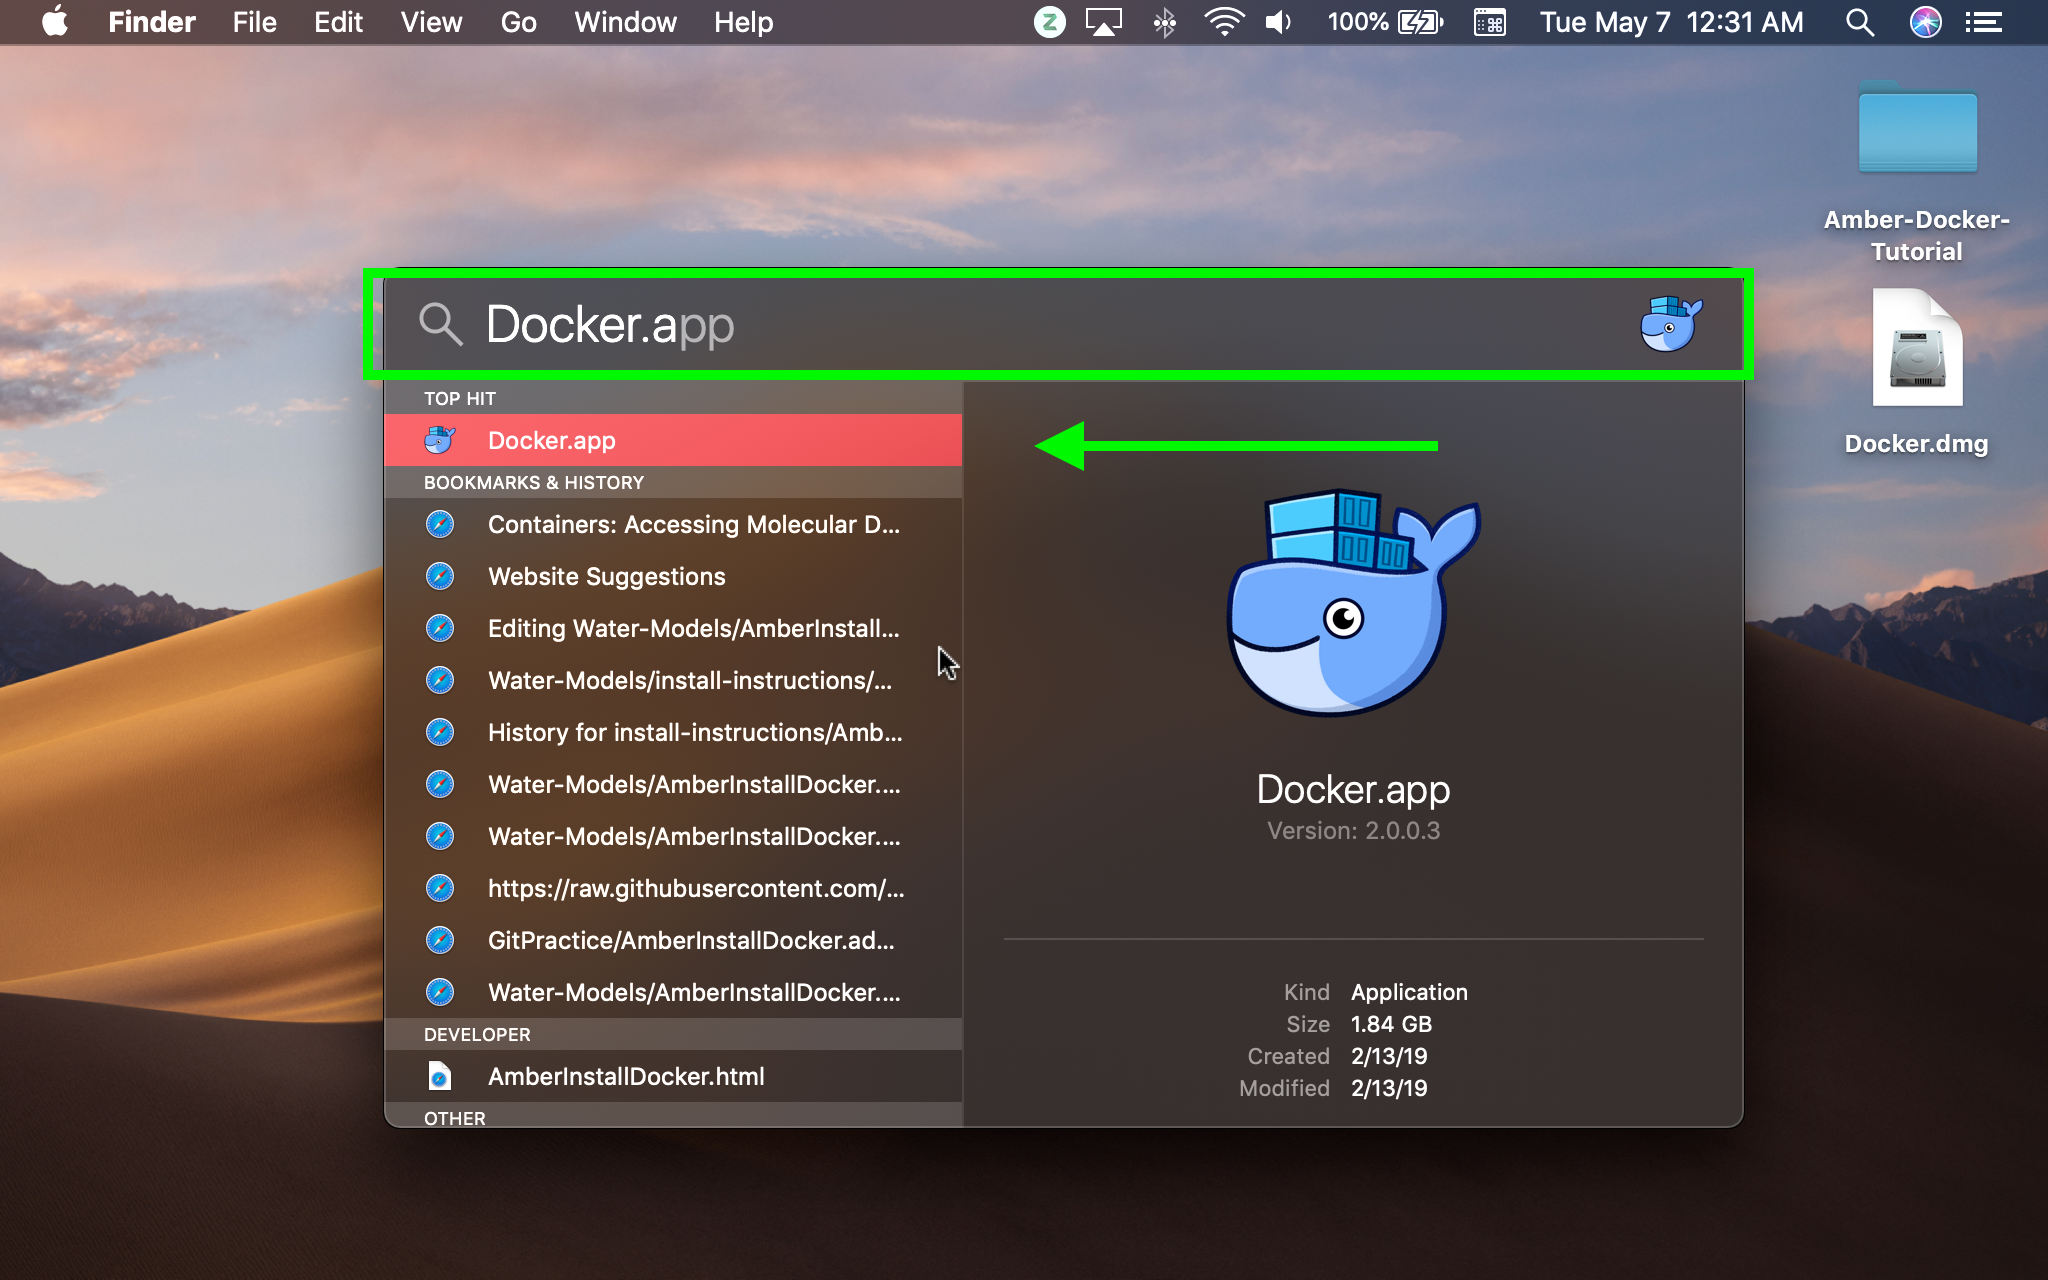 Finder File Edit View Go Window Help Z 100% Tue May 7 12:31 AM
Amber-Docker-
Tutorial
Docker.dmg
Docker.app
TOP HIT
Docker.app
BOOKMARKS & HISTORY
Containers: Accessing Molecular D...
Website Suggestions
Editing Water-Models/AmberInstall...
Water-Models/install-instructions/...
History for install-instructions/Amb...
Water-Models/AmberInstallDocker....
Water-Models/AmberInstallDocker....
https://raw.githubusercontent.com/...
GitPractice/AmberInstallDocker.ad...
Water-Models/AmberInstallDocker....
DEVELOPER
AmberInstallDocker.html
OTHER
Docker.app
Version: 2.0.0.3
Kind Application
Size 1.84 GB
Created 2/13/19
Modified 2/13/19